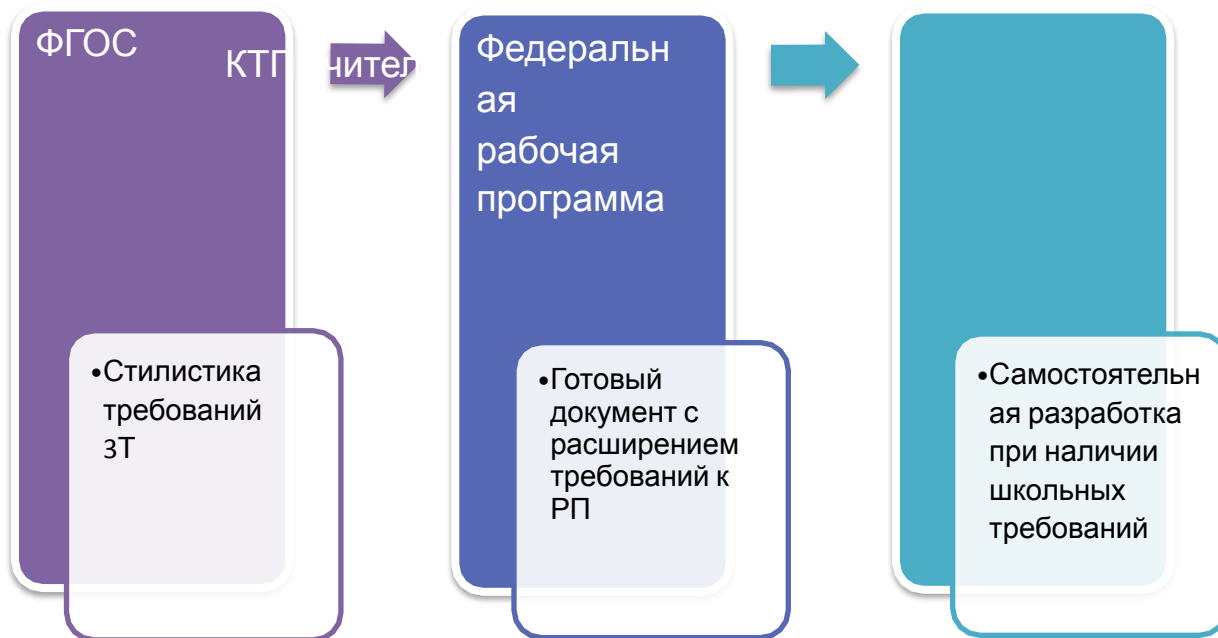 ФГОС
КТП учителя
Федеральн
ая
рабочая
программа
•Стилистика
требований
3Т
•Готовый
документ с
расширением
требований к
РП
•Самостоятельн
ая разработка
при наличии
школьных
требований